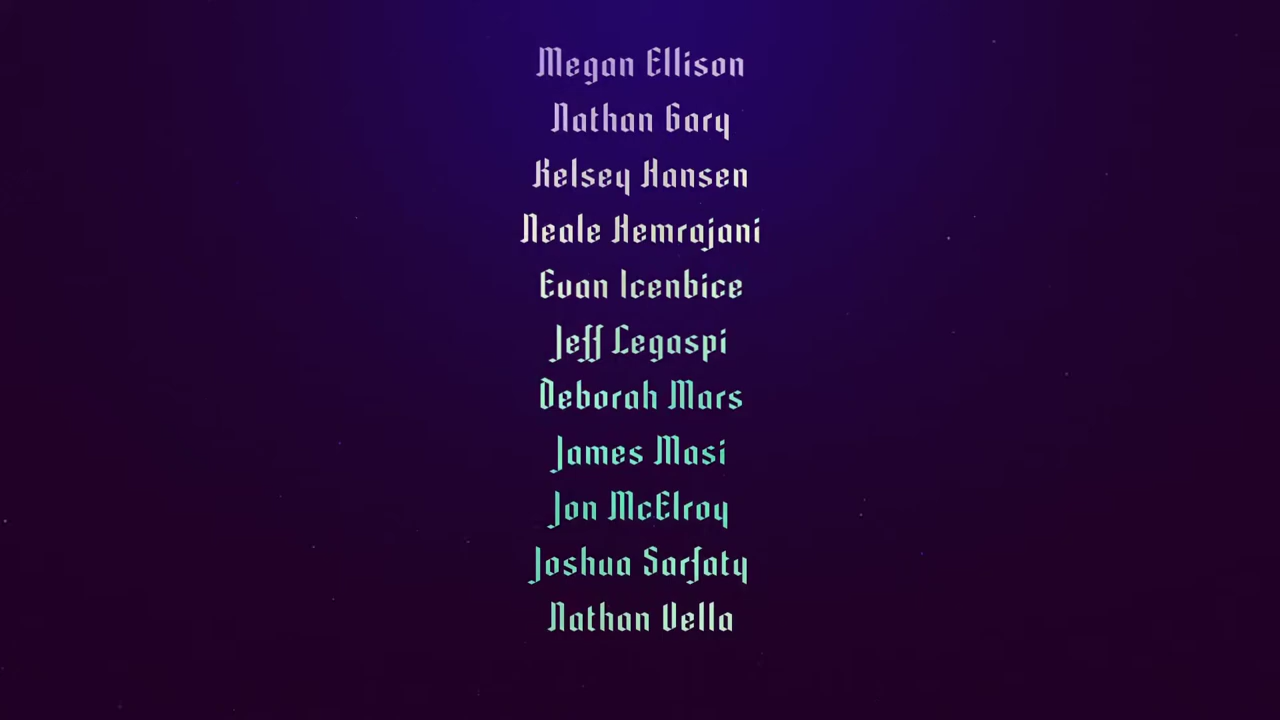 Megan Ellison
Nathan Gary
Kelsey Hansen
Neale Hemrajani
Evan Icenbice
Jeff Legaspi
Deborah Mars
James Masi
Jon McElroy
Joshua Sarfaty
Nathan Vella